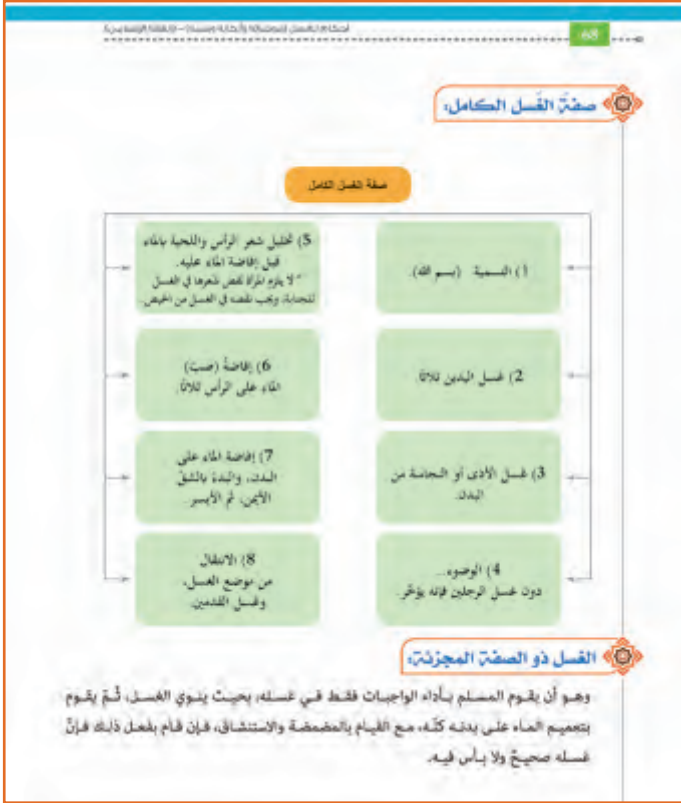 68
أحكام الغسل
صفة الغُسل الكامل:
صفة الغسل الكامل
1) التسمية (بسم الله).
2) غسل اليدين ثلاثًا.
3) غسل الأذى أو النجاسة من
البدن.
4) الوضوء..
دون غسل الرجلين فإنه يؤخر.
5) تخليل شعر الرأس واللحية بالماء
قبل إفاضة الماء عليه.
"لا يلزم المرأة نقض شعرها في الغسل
للجنابة، ويجب نقضه في الغسل من الحيض.
6) إفاضة (صبّ)
الماء على الرأس ثلاثًا.
7) إفاضة الماء على
البدن، والبدء بالشقّ
الأيمن، ثم الأيسر.
8) الانتقال
من موضع الغسل،
وغسل القدمين.
الغسل ذو الصفة المجزئة:
وهو أن يقوم المسلم بأداء الواجبات فقط في غسله، بحيث ينوي الغسل، ثُمّ يقوم
بتعميم الماء على بدنه كلّه، مع القيام بالمضمضة والاستنشاق، فإن قام بفعل ذلك فإنّ
غسله صحيحٌ ولا بأس فيه.